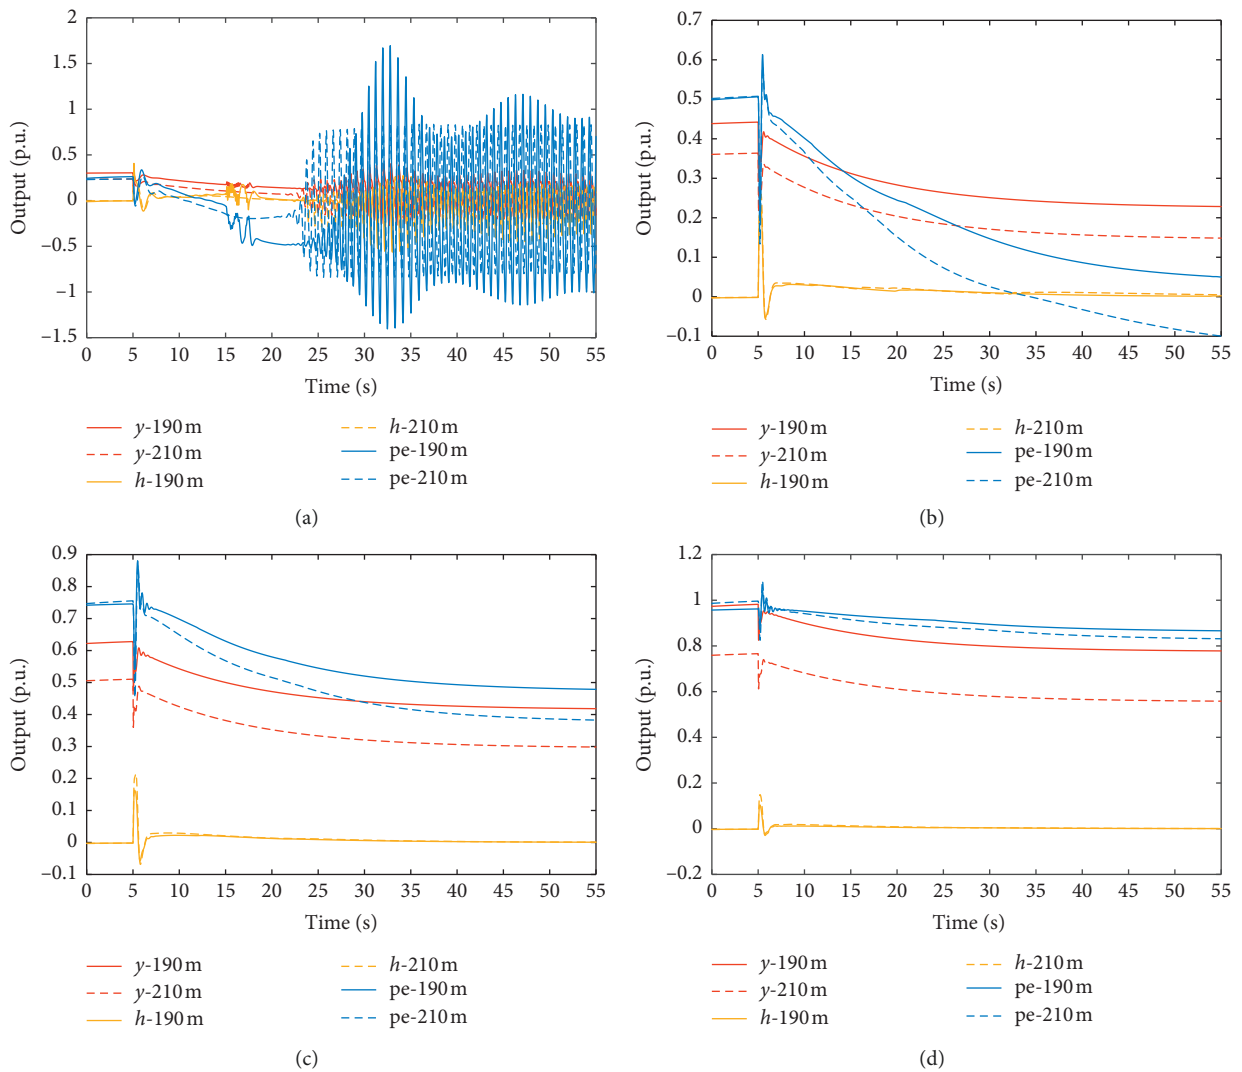 2
1.5
1
0.5
0
−0.5
−1
−1.5
Output (p.u.)
0 5 10 15 20 25 30 35 40 45 50 55
Time (s)
y-190 m
y-210 m
h-190 m
h-210 m
pe-190 m
pe-210 m
(a)
0.7
0.6
0.5
0.4
0.3
0.2
0.1
0
−0.1
Output (p.u.)
0 5 10 15 20 25 30 35 40 45 50 55
Time (s)
y-190 m
y-210 m
h-190 m
h-210 m
pe-190 m
pe-210 m
(b)
0.9
0.8
0.7
0.6
0.5
0.4
0.3
0.2
0.1
0
−0.1
Output (p.u.)
0 5 10 15 20 25 30 35 40 45 50 55
Time (s)
y-190 m
y-210 m
h-190 m
h-210 m
pe-190 m
pe-210 m
(c)
1.2
1
0.8
0.6
0.4
0.2
0
−0.2
Output (p.u.)
0 5 10 15 20 25 30 35 40 45 50 55
Time (s)
y-190 m
y-210 m
h-190 m
h-210 m
pe-190 m
pe-210 m
(d)